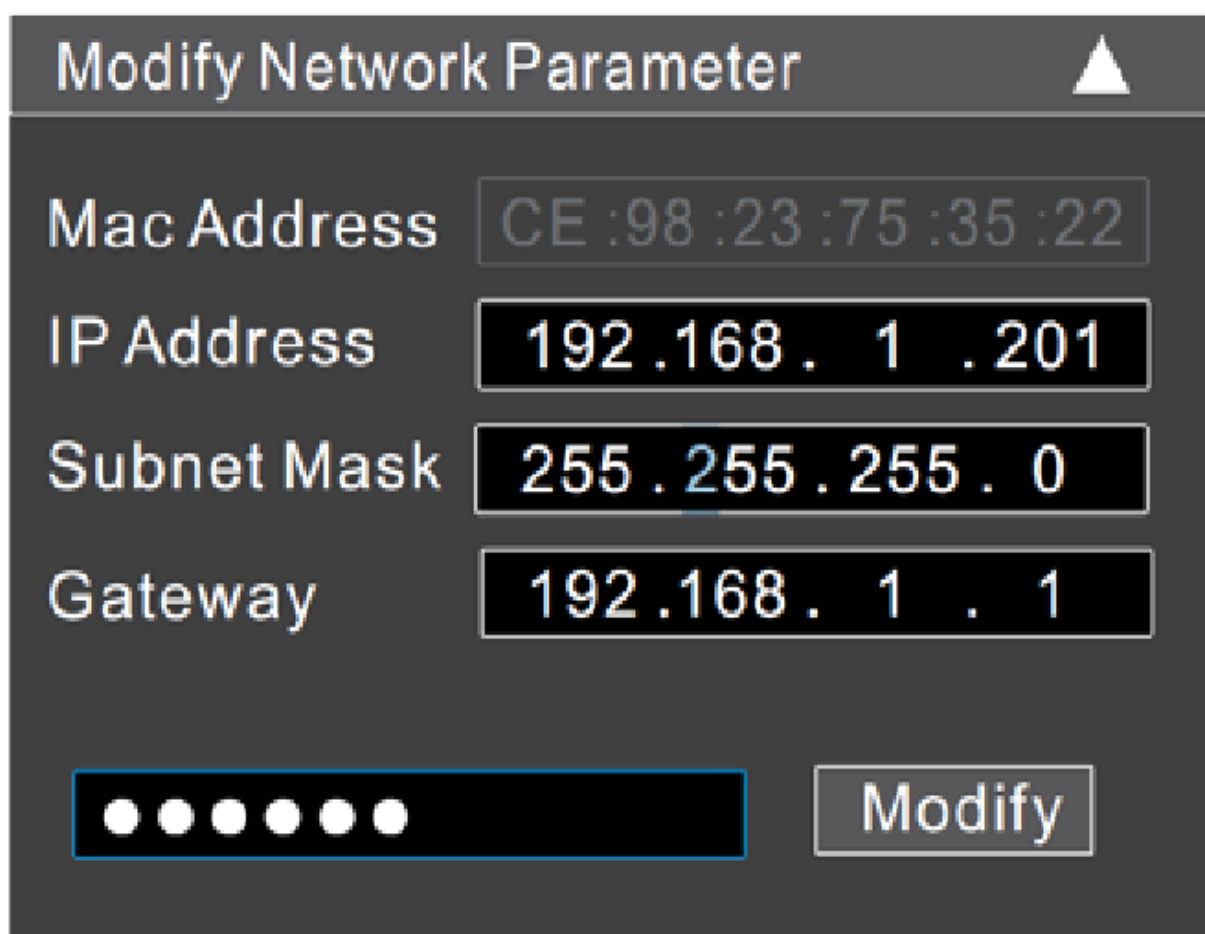 Modify Network Parameter
Mac Address CE :98 :23 :75 :35 :22
IP Address 192 .168 . 1 . 201
Subnet Mask 255 . 255 . 255 . 0
Gateway 192 .168 . 1 . 1
●●●●●● Modify